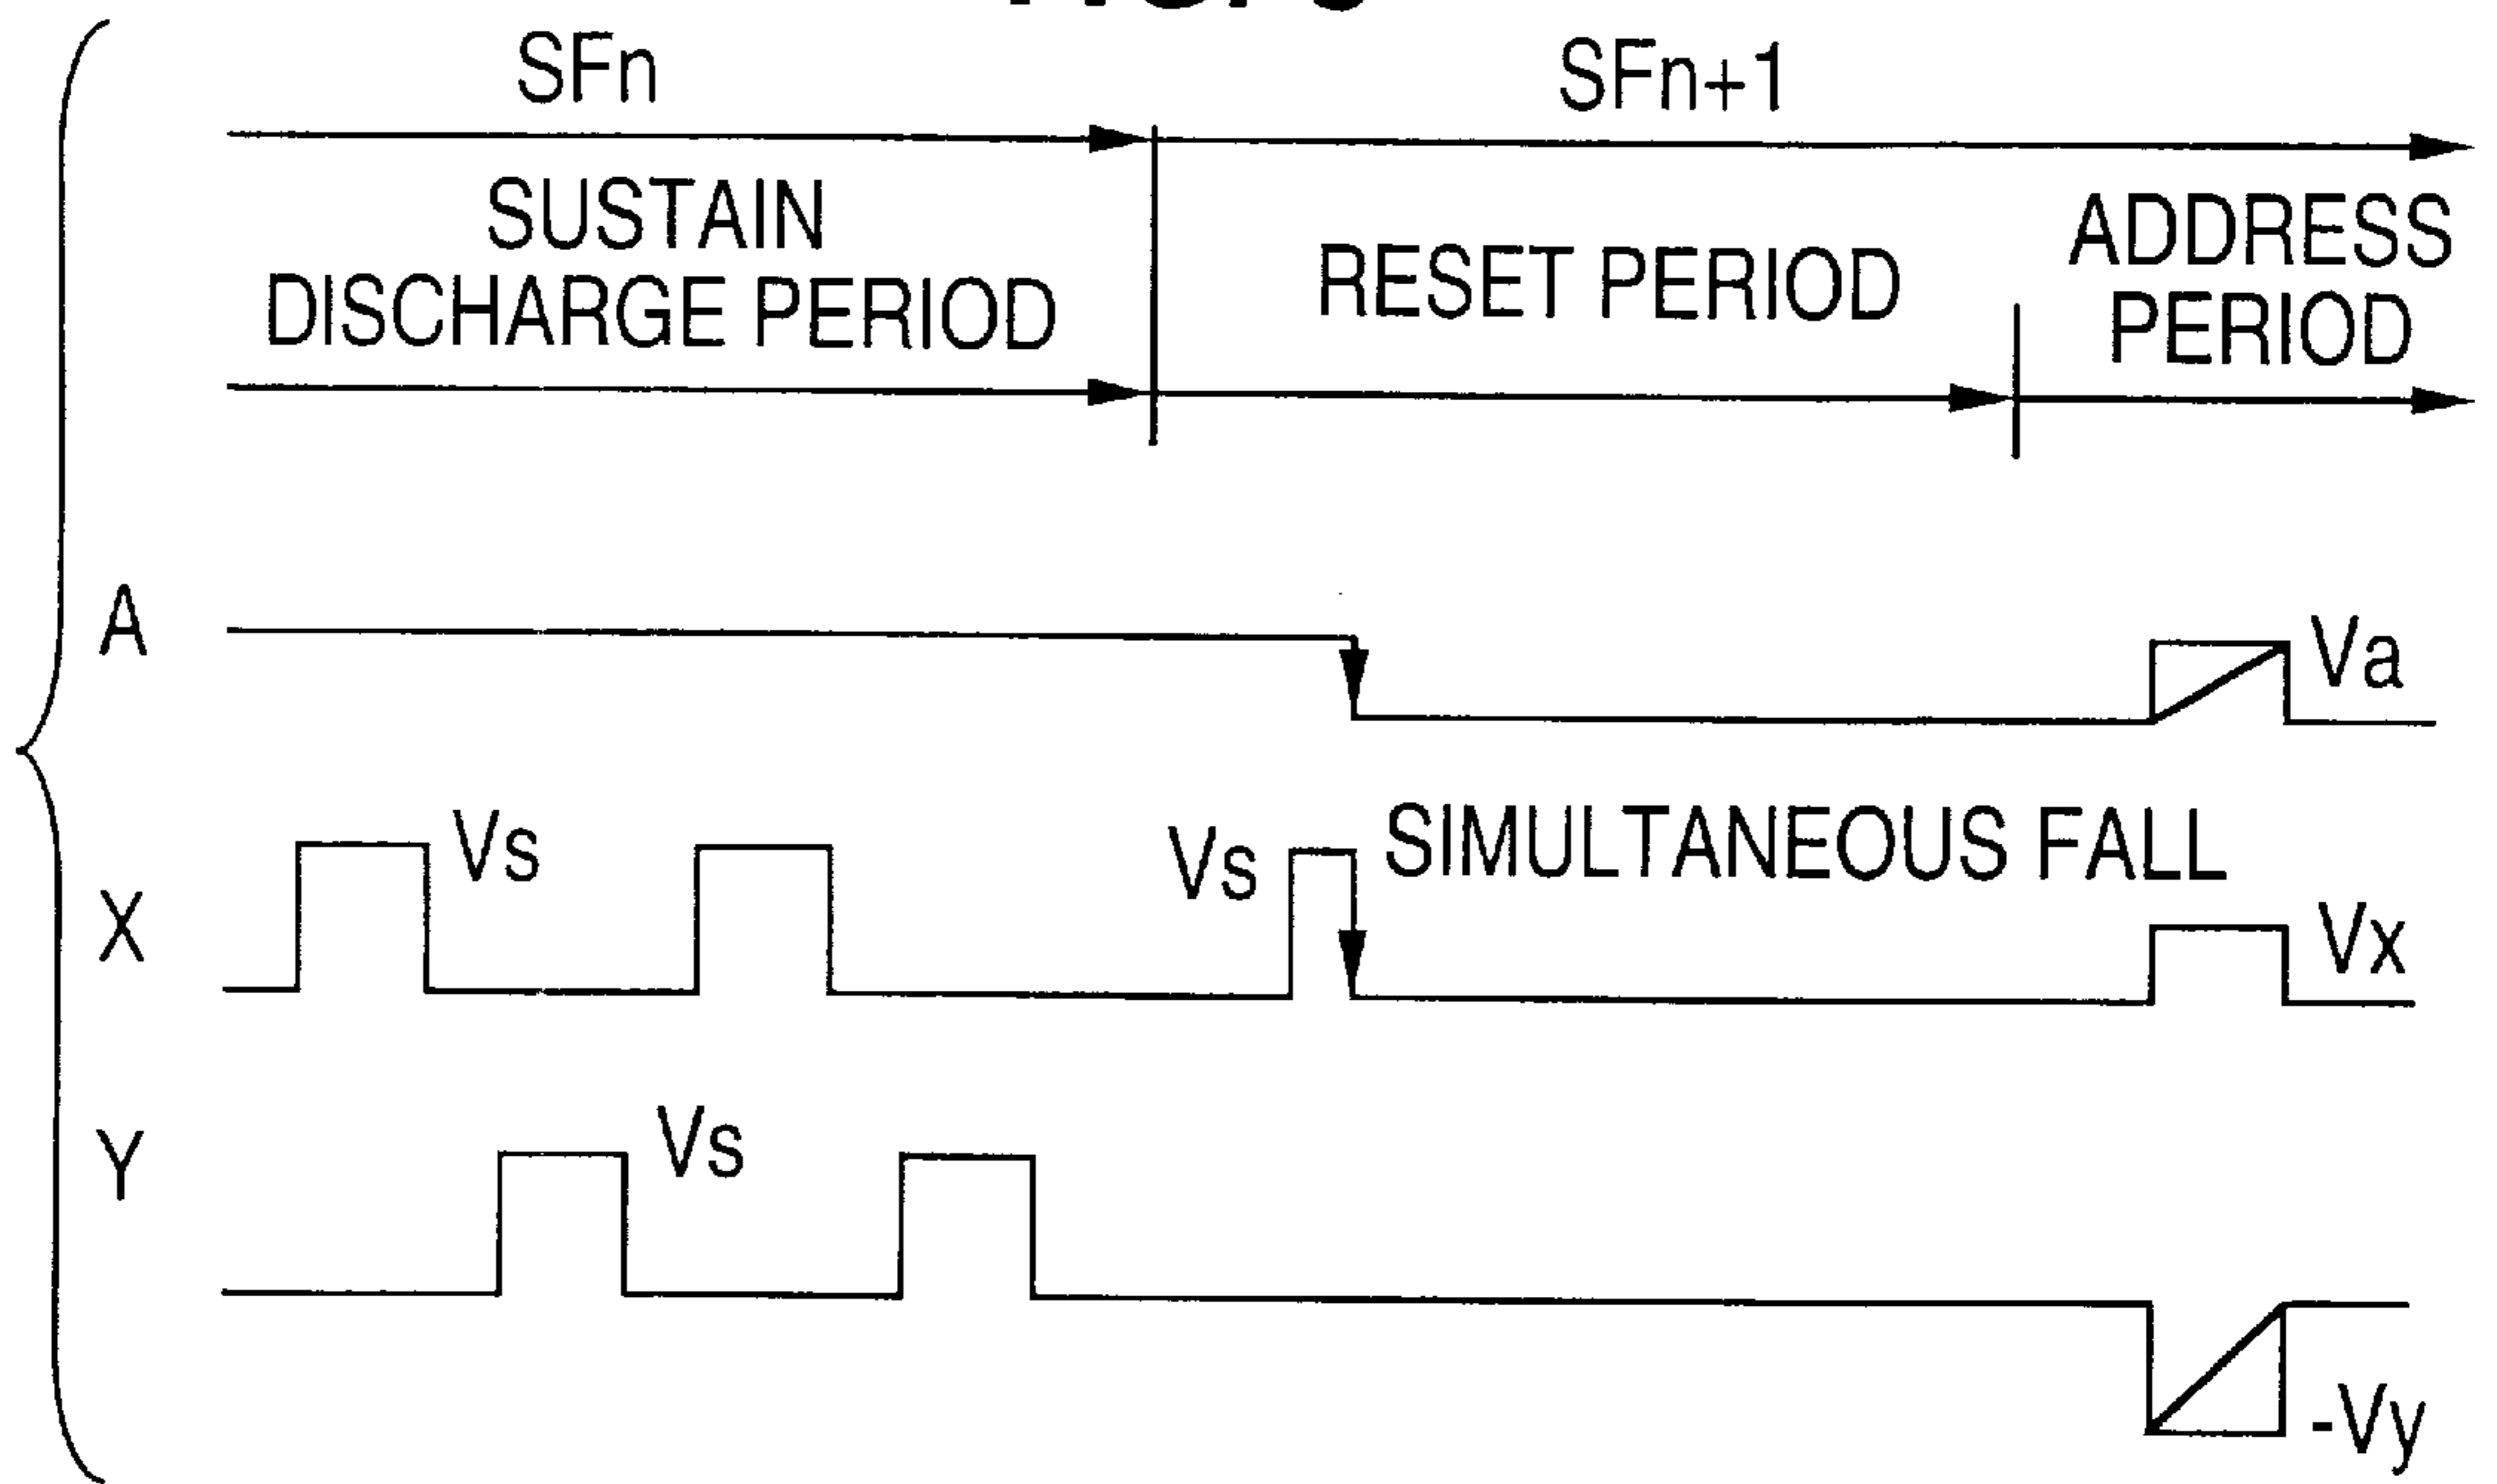 SFn
SFn+1
SUSTAIN
DISCHARGE PERIOD
RESET PERIOD
ADDRESS
PERIOD
A
Va
X
Vs
Vs
SIMULTANEOUS FALL
Vx
Y
Vs
-Vy